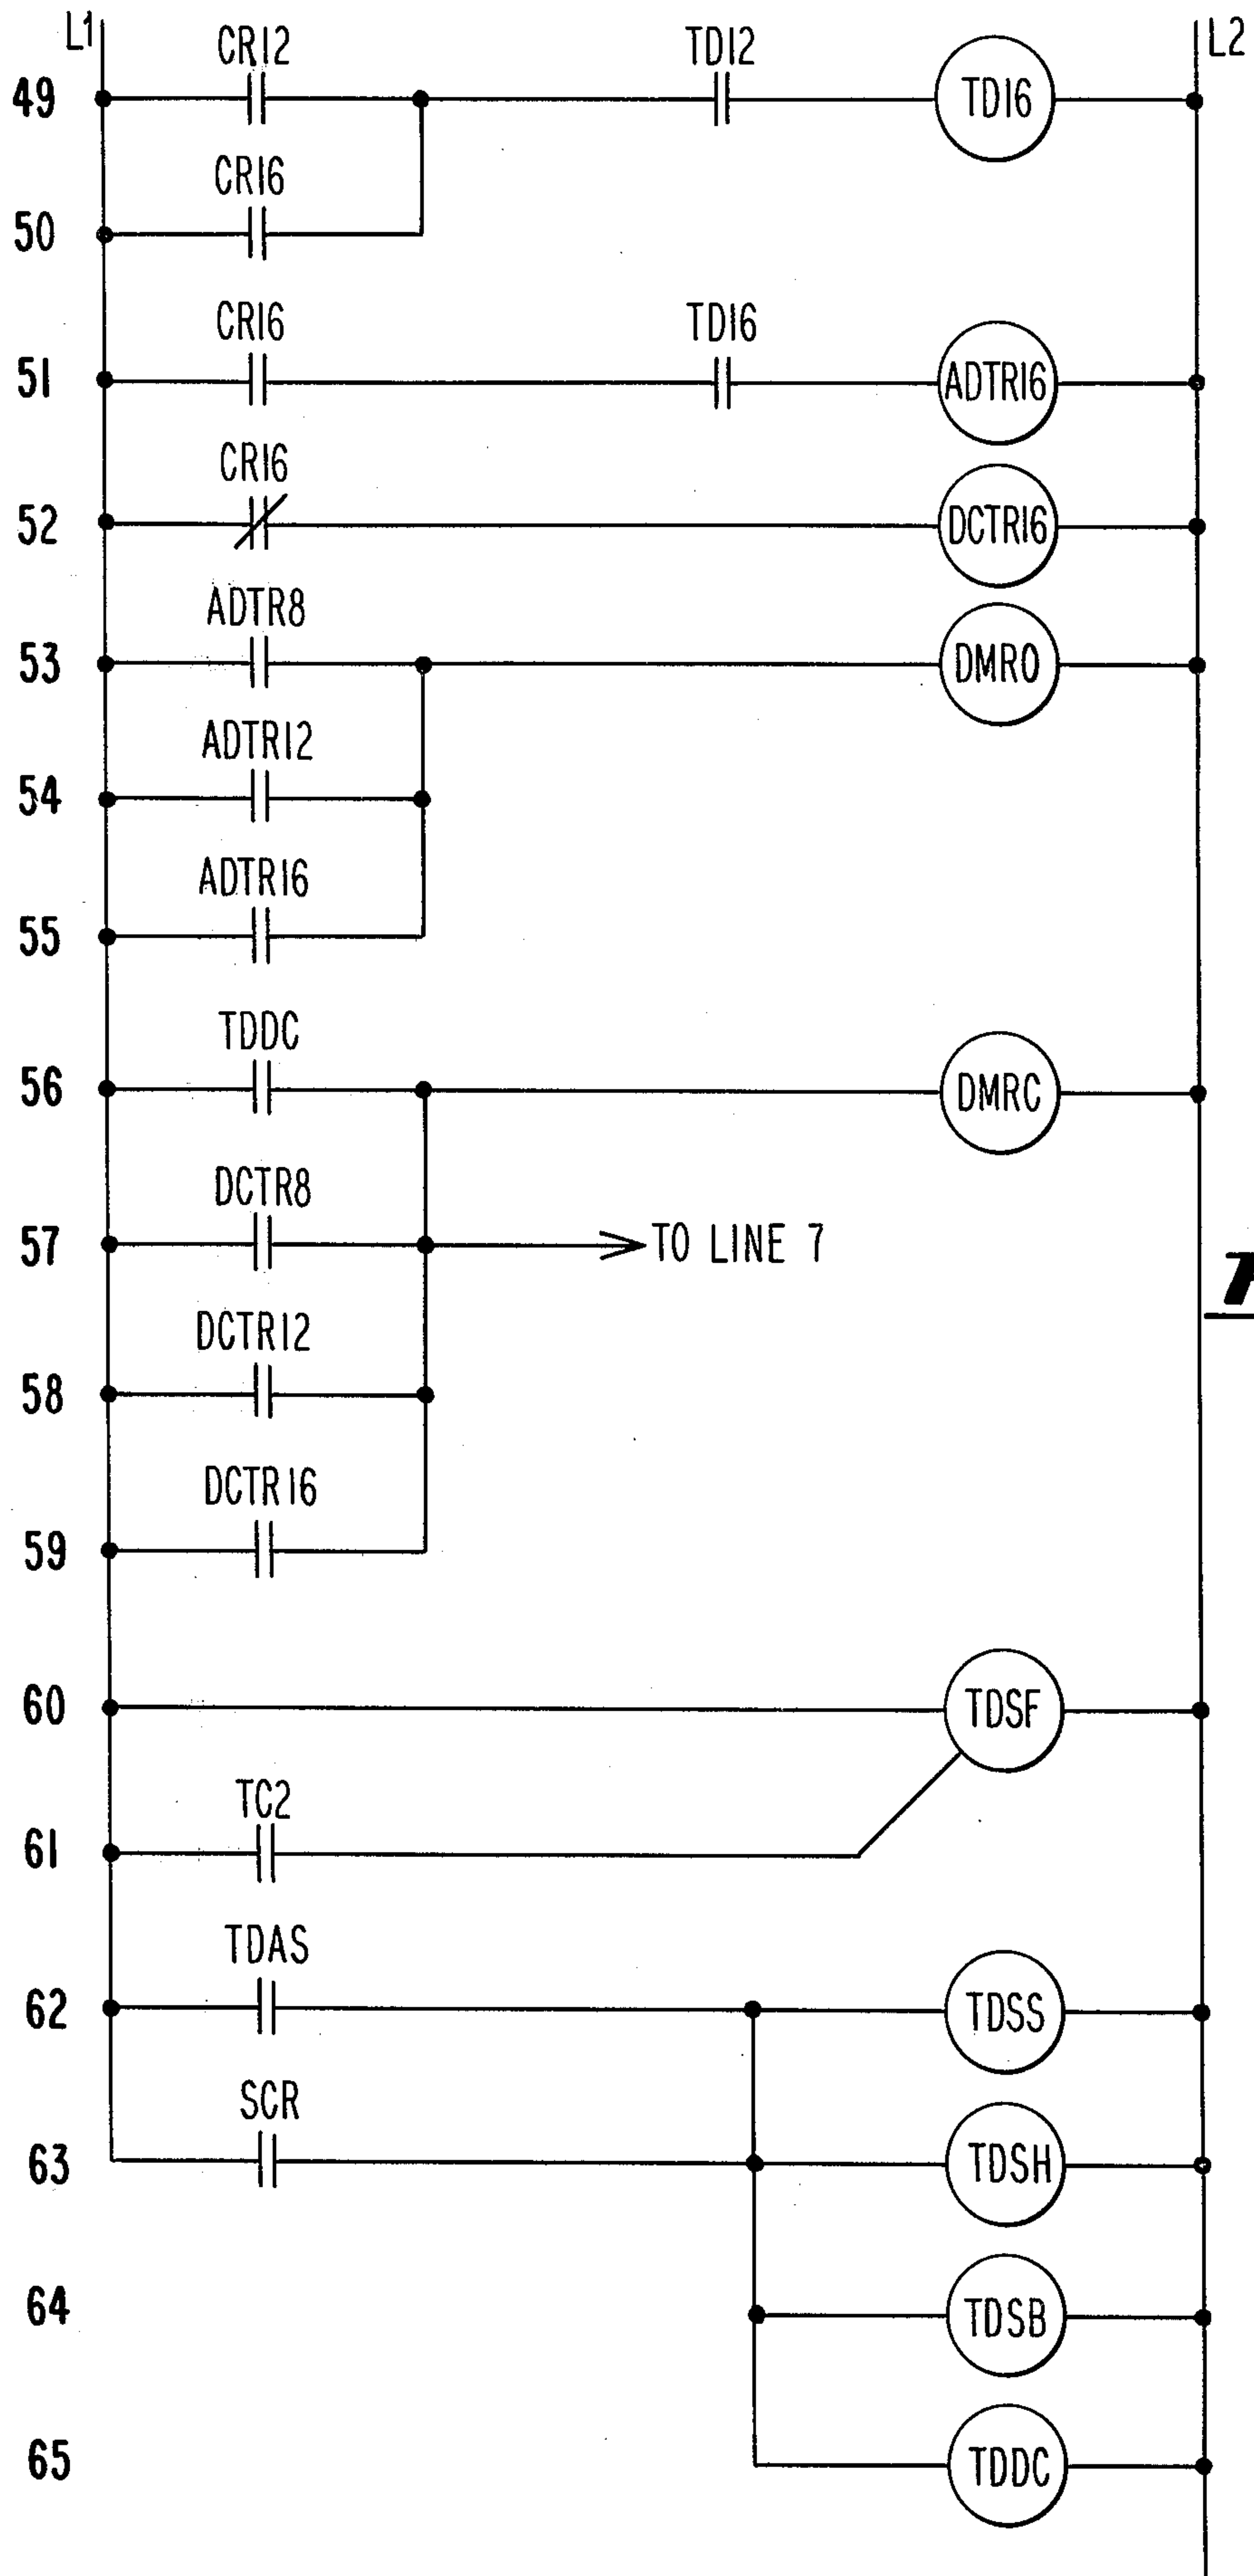 L1 L2
CR12 TD12
49 TD16
CR16
50
CR16 TD16
51 ADTR16
CR16
52 DCTR16
ADTR8
53 DMRO
ADTR12
54
ADTR16
55
TDDC
56 DMRC
DCTR8
57 TO LINE 7
DCTR12
58
DCTR16
59
60 TDSF
TC2
61
TDAS
62 TDSS
SCR
63 TDSH
64 TDSB
65 TDDC